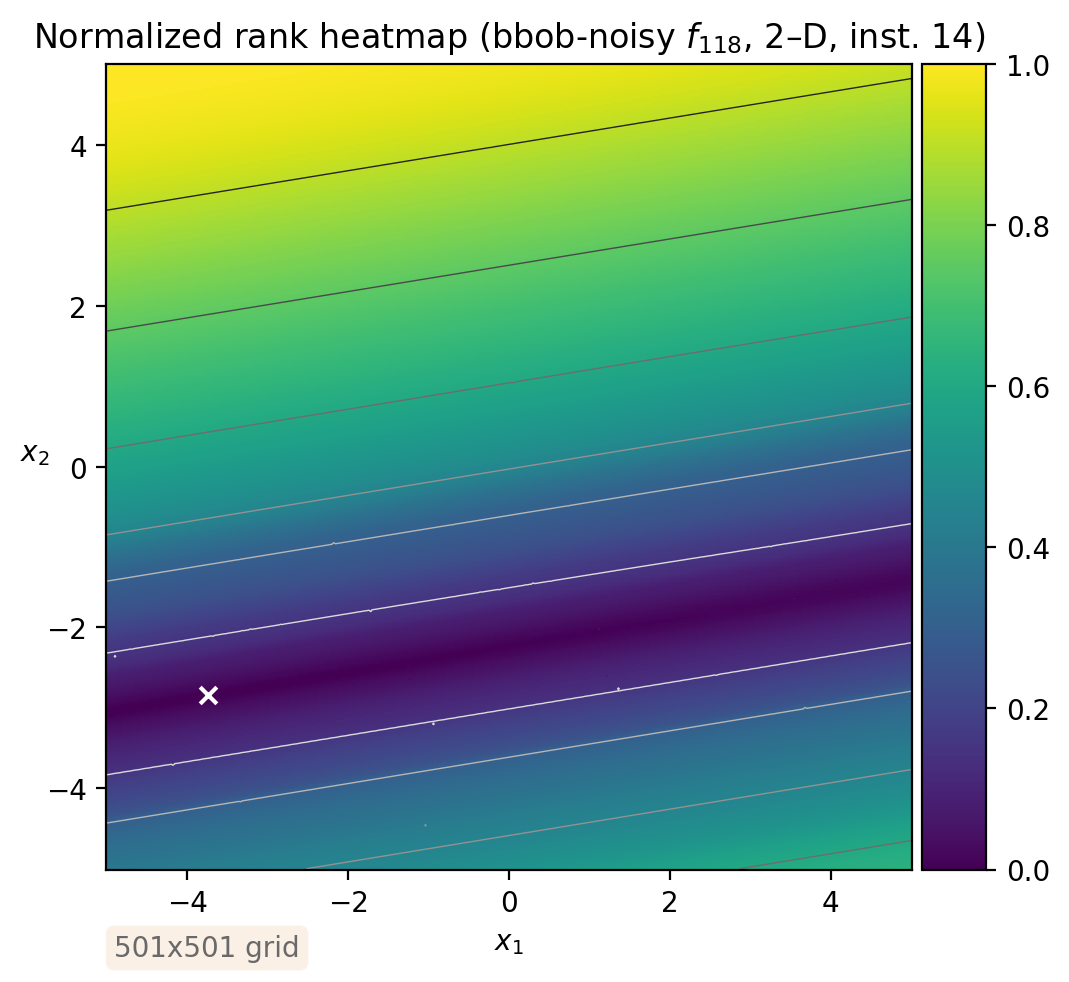 Normalized rank heatmap (bbob-noisy f₁₁₈, 2–D, inst. 14)
1.0
4
0.8
2
0.6
x₂
0
0.4
−2
0.2
−4
0.0
−4 −2 0 2 4
501x501 grid
x₁